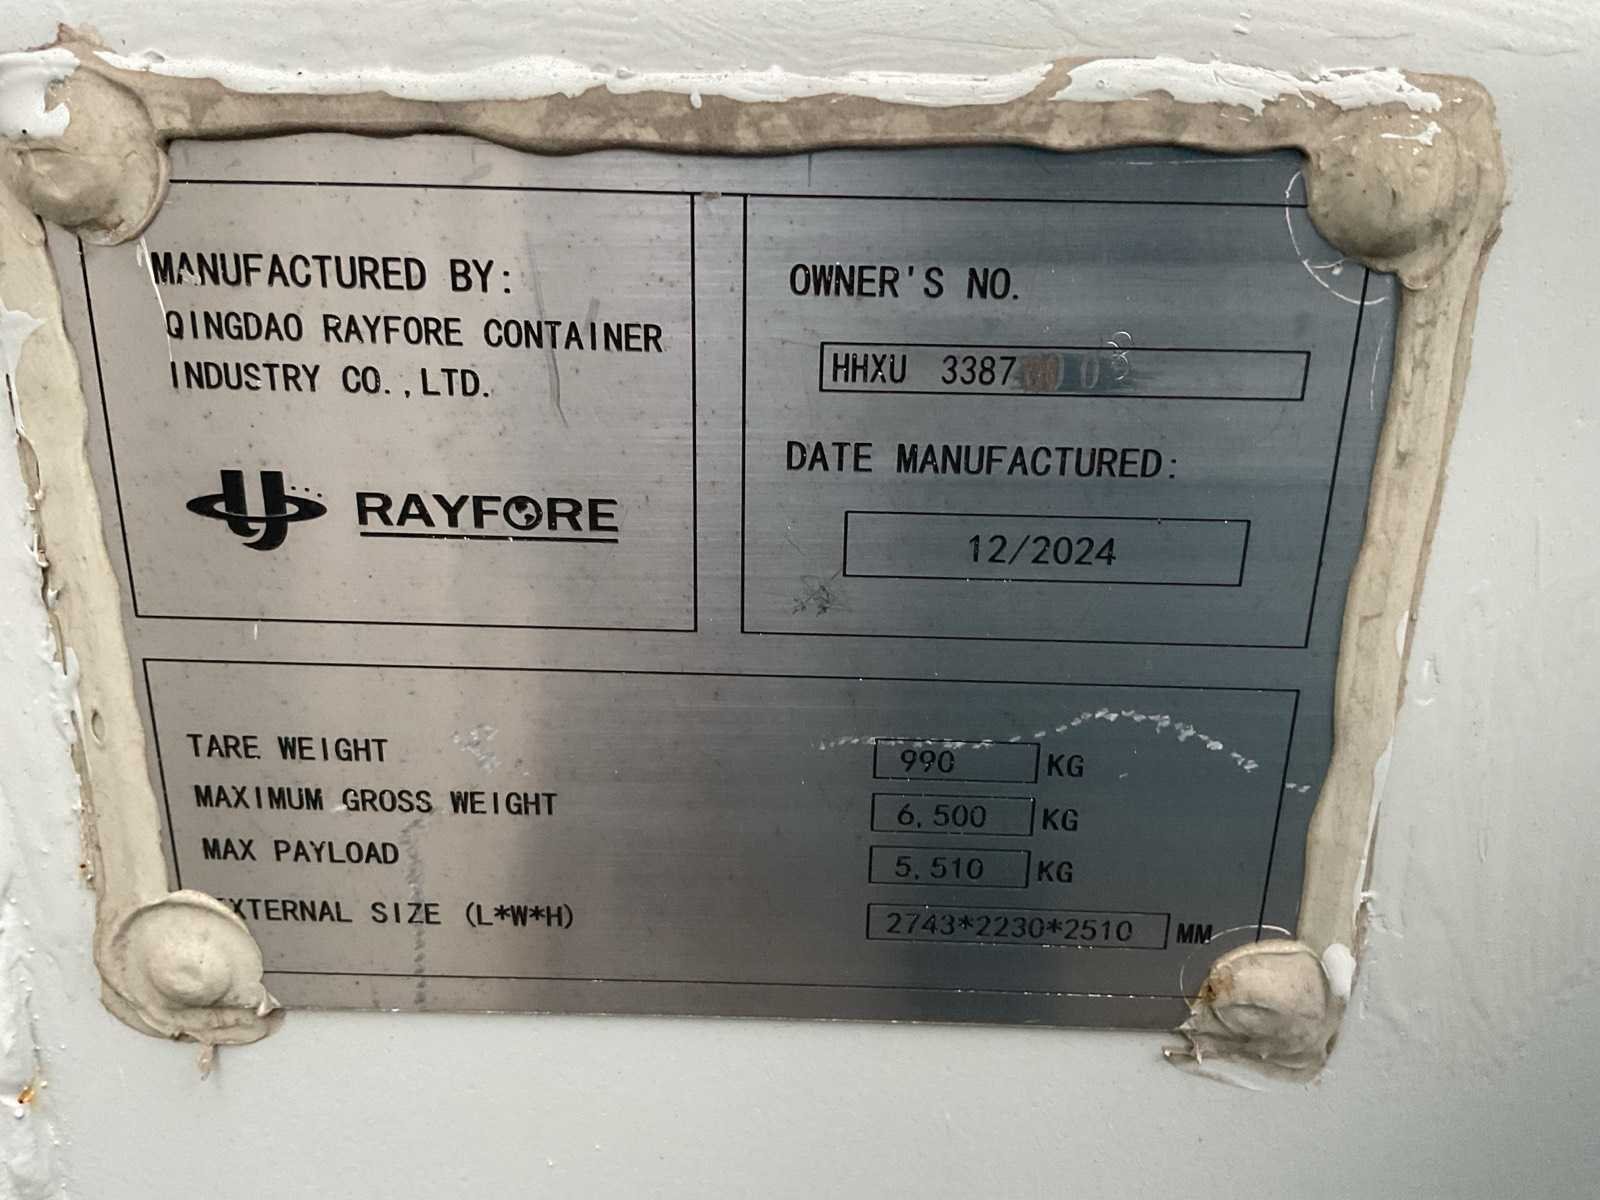 MANUFACTURED BY:
QINGDAO RAYFORE CONTAINER
INDUSTRY CO.,LTD.
RAYFORE
OWNER'S NO.
HHXU 3387
DATE MANUFACTURED:
12/2024
TARE WEIGHT 990 KG
MAXIMUM GROSS WEIGHT 6,500 KG
MAX PAYLOAD 5,510 KG
EXTERNAL SIZE (L*W*H) 2743*2230*2510 MM